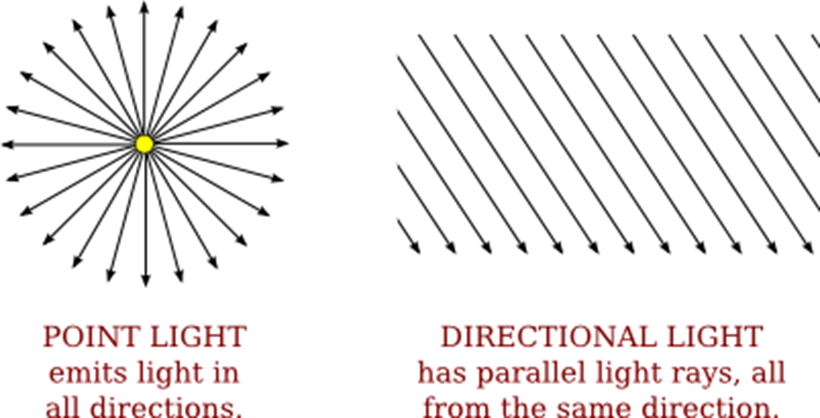 POINT LIGHT
emits light in
all directions.
DIRECTIONAL LIGHT
has parallel light rays, all
from the same direction.